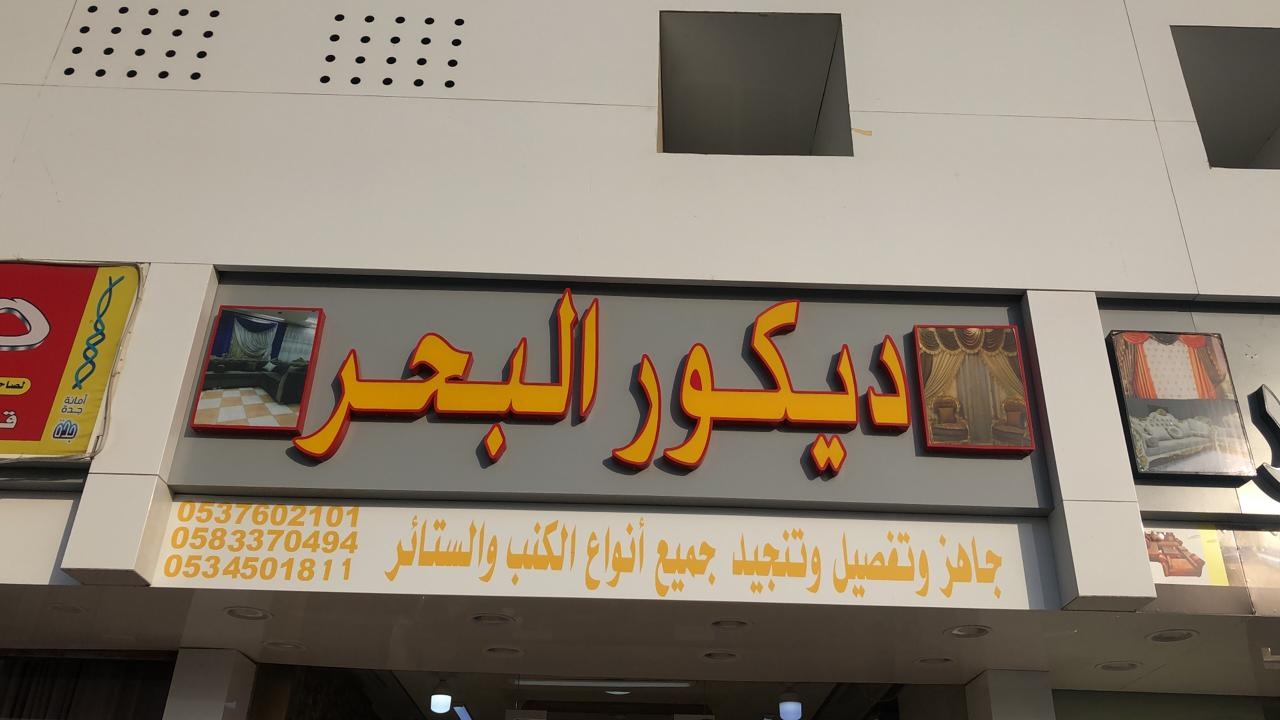 ديكور البحر
جاهز وتفصيل وتنجيد جميع أنواع الكنب والستائر
0537602101
0583370494
0534501811
أمانة
جدة